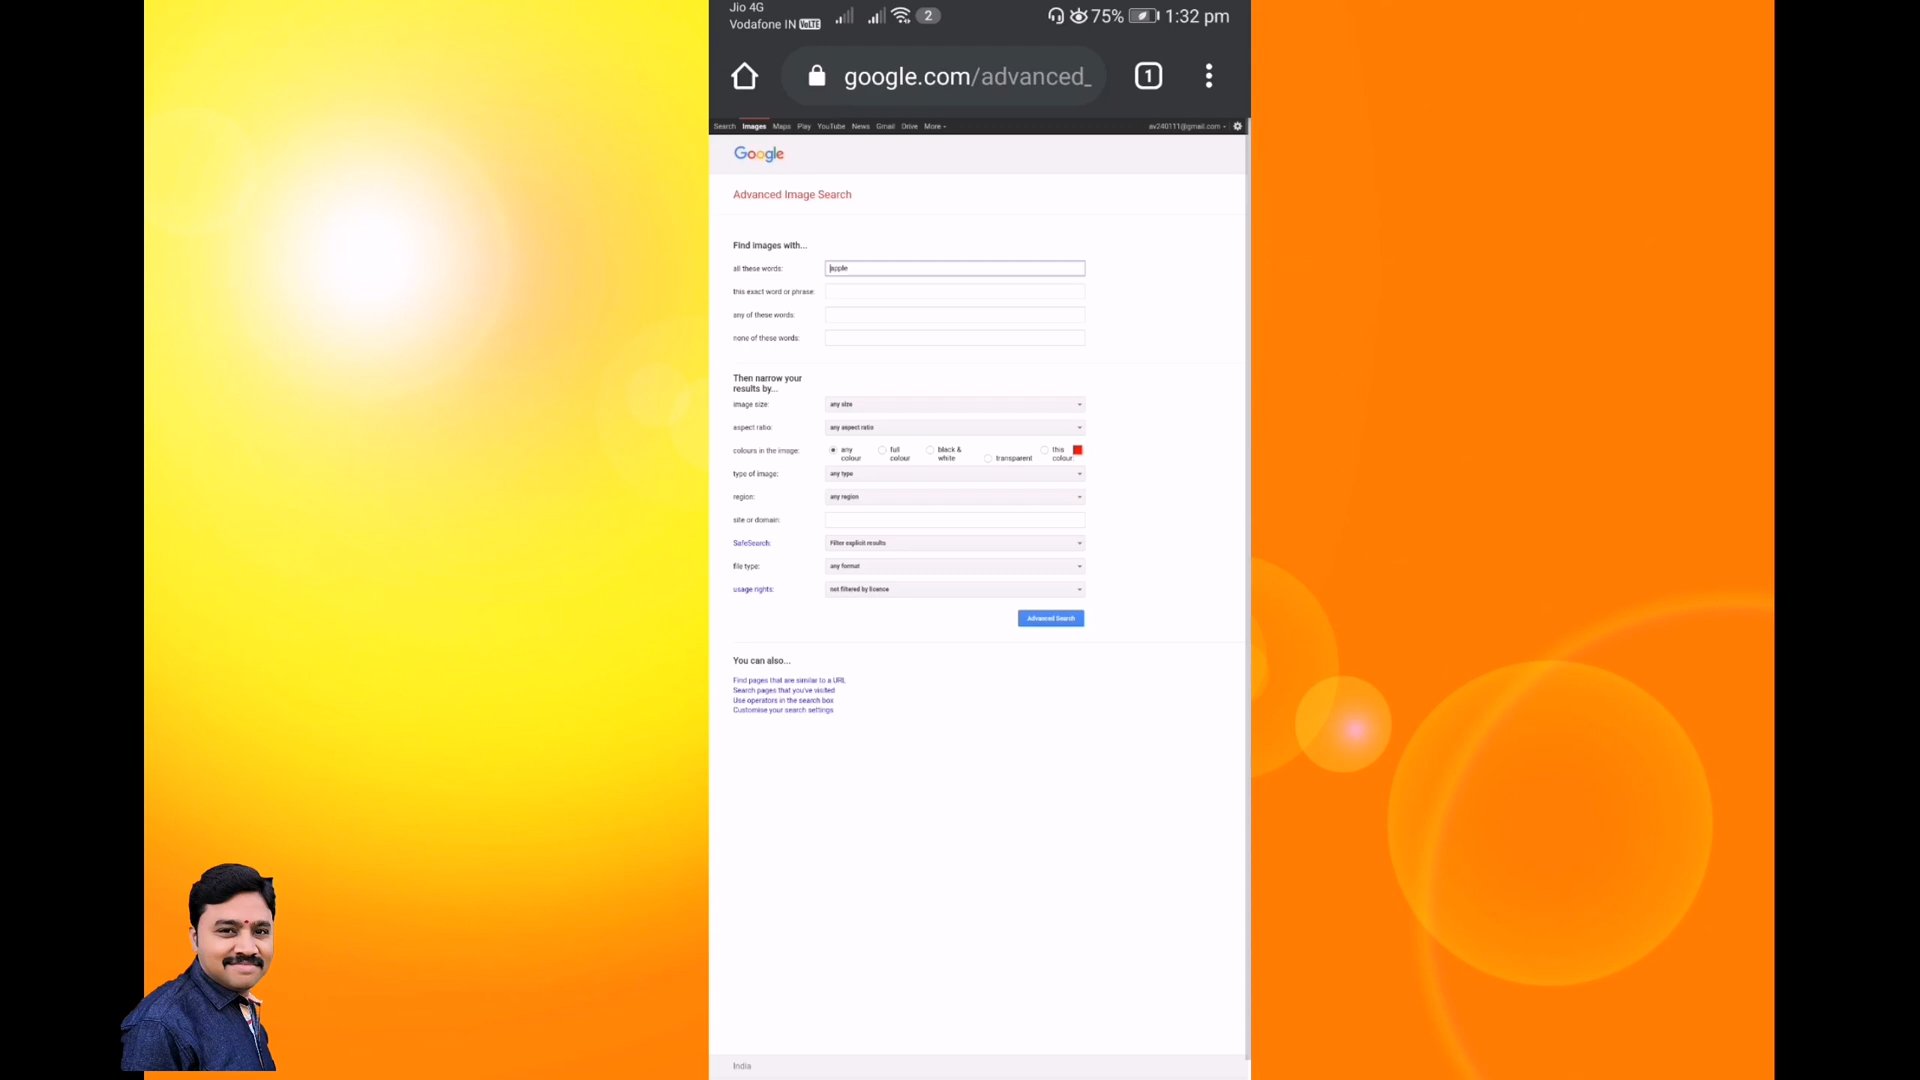 Jio 4G
Vodafone IN VoLTE
2
75%
1:32 pm
google.com/advanced_
1
Search Images Maps Play YouTube News Gmail Drive More
av240111@gmail.com
Google
Advanced Image Search
Find images with...
all these words: apple
this exact word or phrase:
any of these words:
none of these words:
Then narrow your
results by...
image size: any size
aspect ratio: any aspect ratio
colours in the image: any colour full colour black & white transparent this colour:
type of image: any type
region: any region
site or domain:
SafeSearch: Filter explicit results
file type: any format
usage rights: not filtered by licence
Advanced Search
You can also...
Find pages that are similar to a URL
Search pages that you've visited
Use operators in the search box
Customise your search settings
India